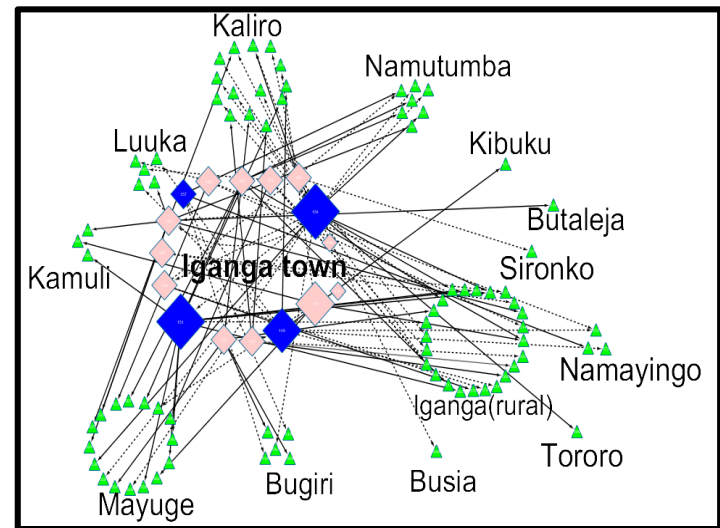 Kaliro
Namutumba
Luuka
Kibuku
Butaleja
Iganga town
Sironko
Kamuli
Namayingo
Iganga(rural)
Tororo
Mayuge
Bugiri
Busia